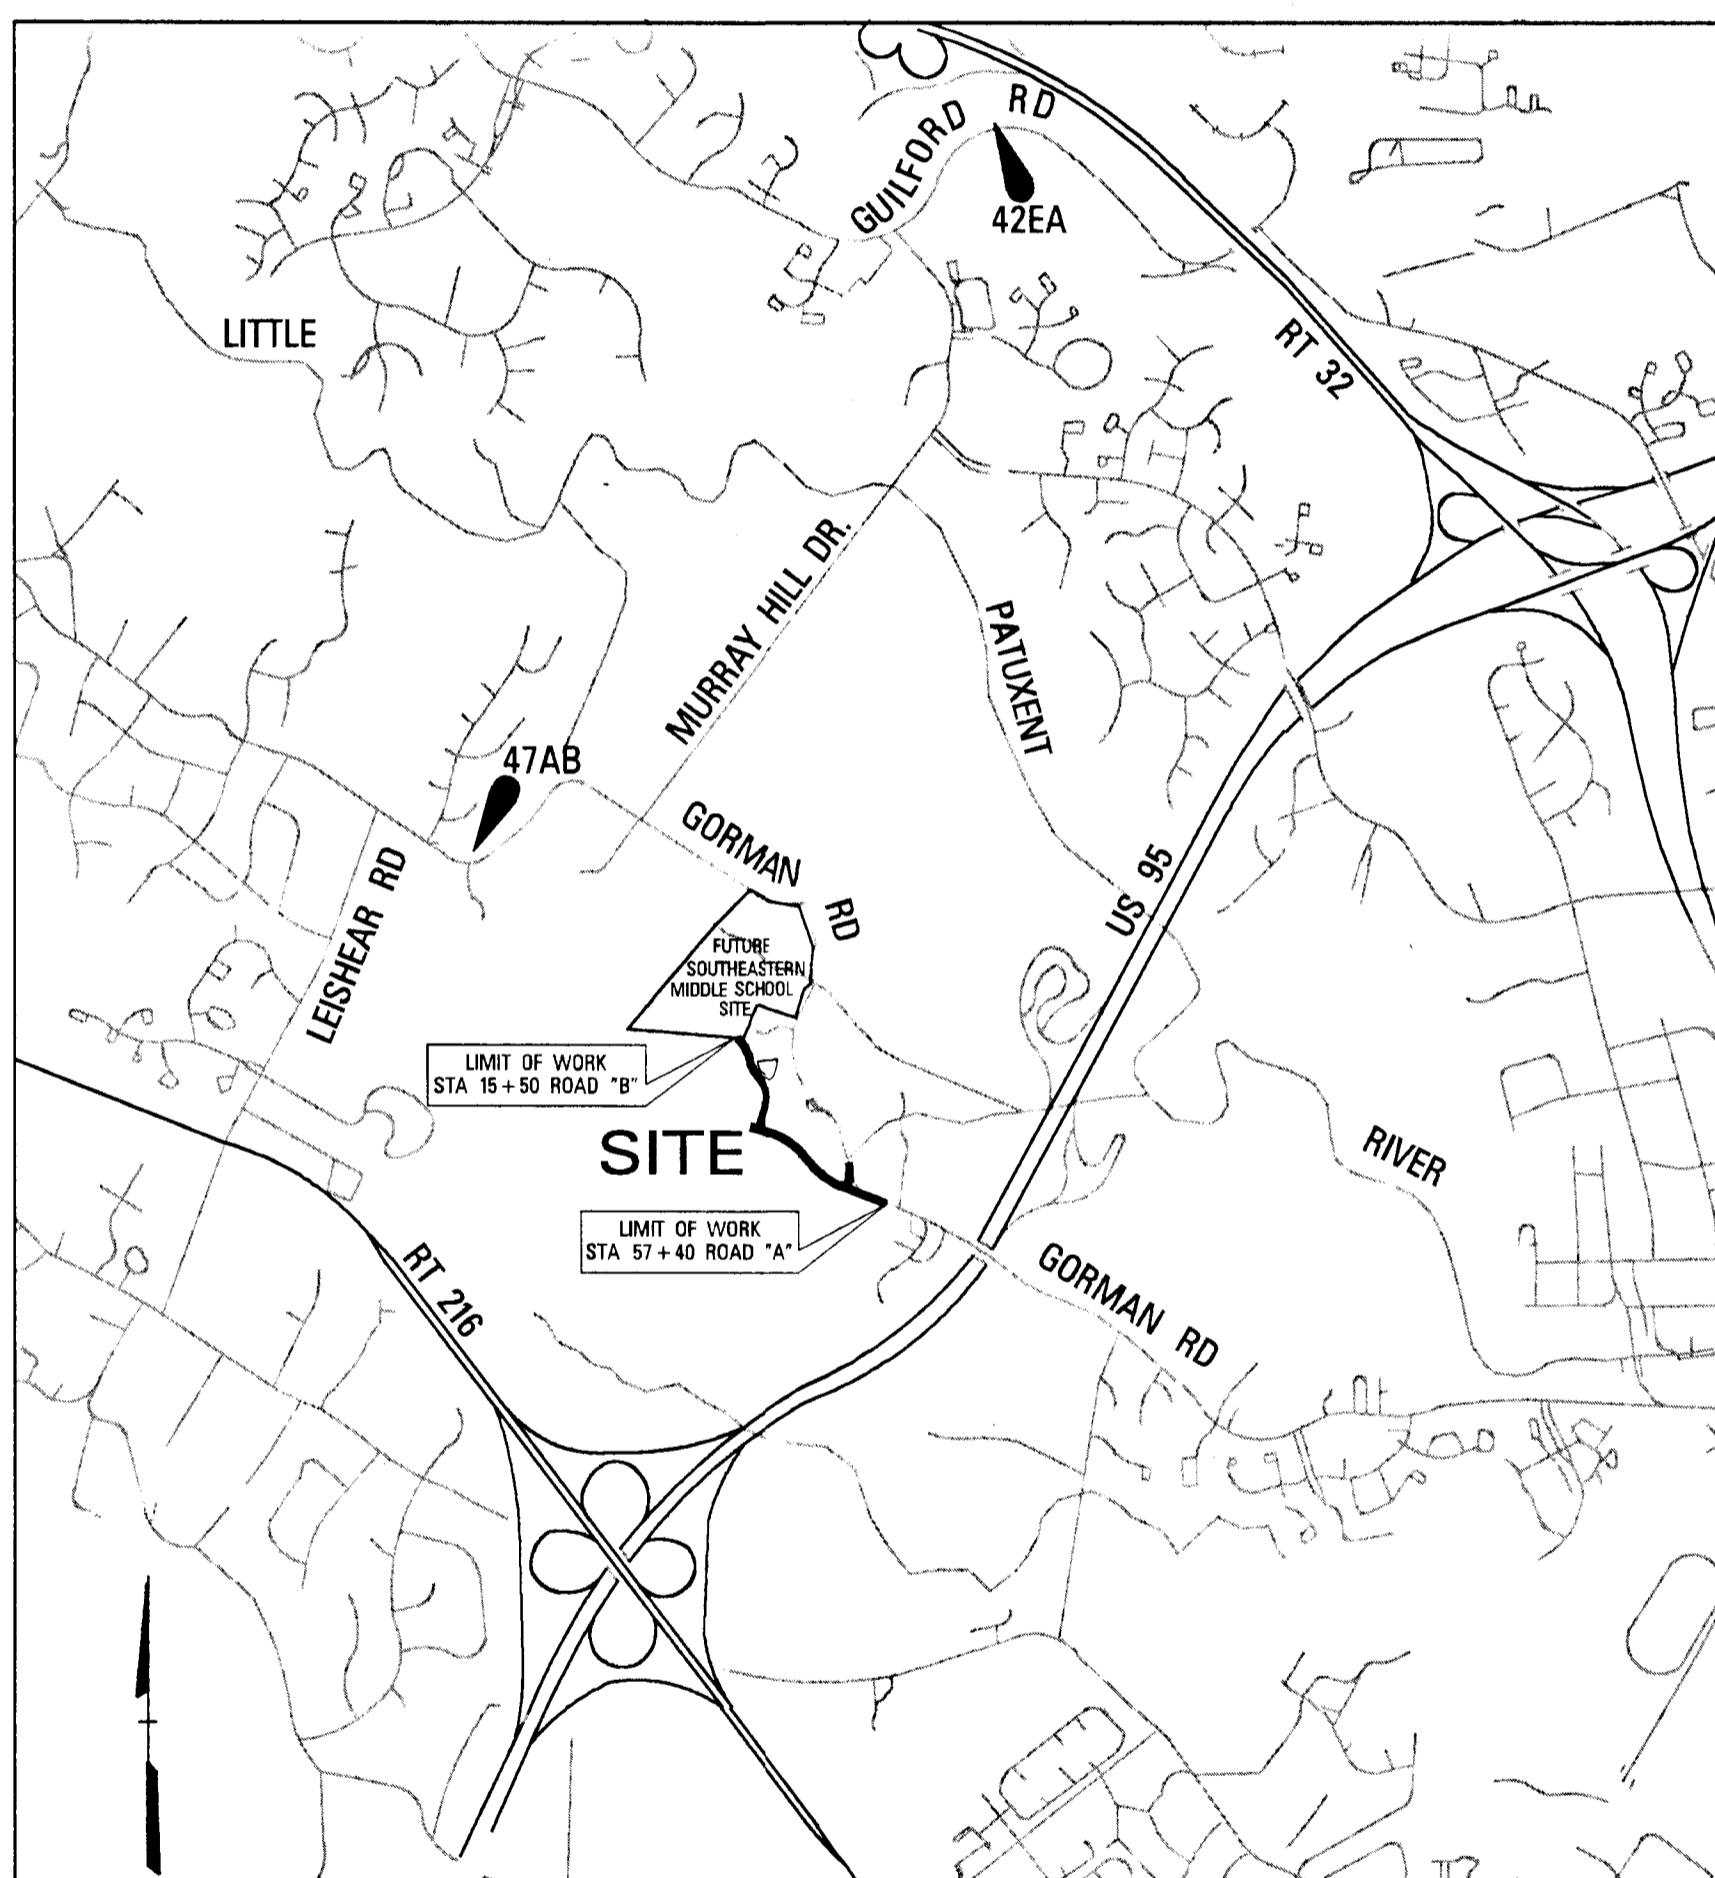 GUILFORD RD
42EA
LITTLE
RT 32
MURRAY HILL DR.
PATUXENT
47AB
GORMAN RD
US 95
LEISHEAR RD
FUTURE
SOUTHEASTERN
MIDDLE SCHOOL
SITE
LIMIT OF WORK
STA 15+50 ROAD "B"
SITE
RIVER
LIMIT OF WORK
STA 57+40 ROAD "A"
RT 216
GORMAN RD